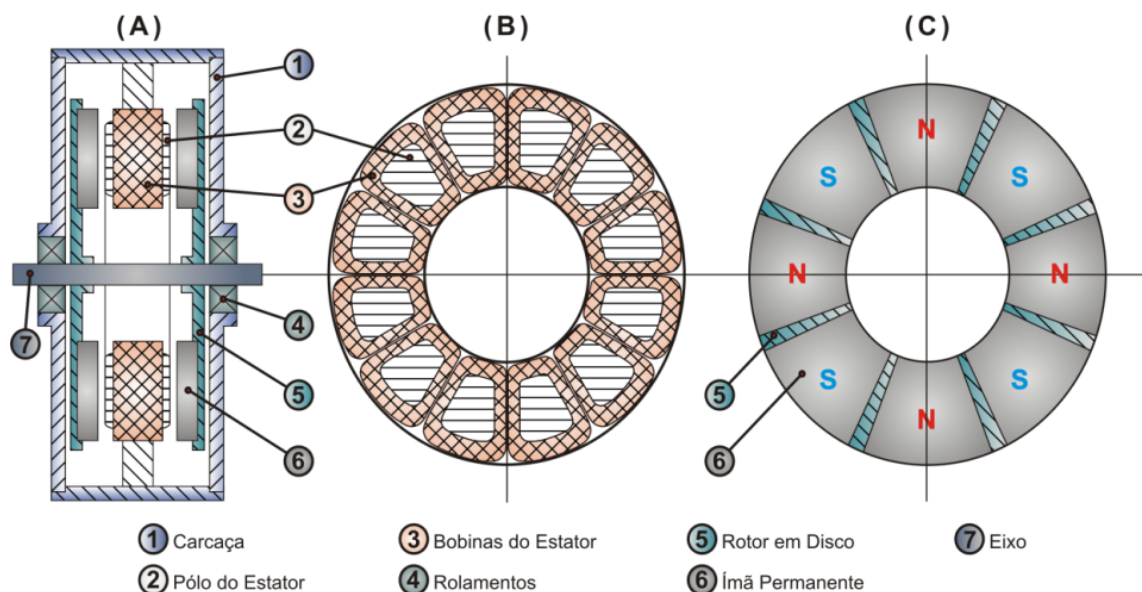 (A) (B) (C)
1
2
3
4
5
6
7
N
S S
N N
S S
N
5
6
1 Carcaça 3 Bobinas do Estator 5 Rotor em Disco 7 Eixo
2 Pólo do Estator 4 Rolamentos 6 Ímã Permanente